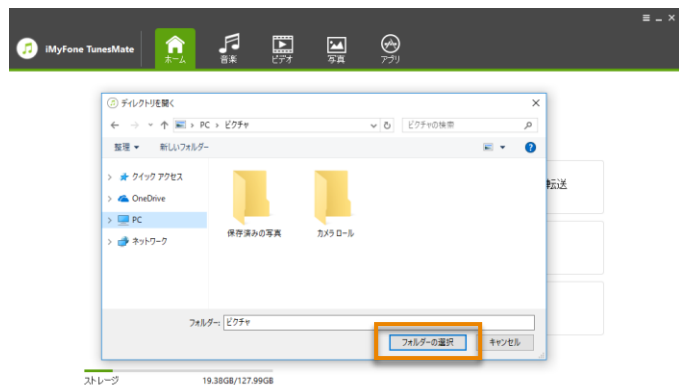 iMyFone TunesMate
ホーム
音楽
ビデオ
写真
アプリ
ディレクトリを開く
PC › ピクチャ
ピクチャの検索
整理
新しいフォルダー
クイック アクセス
OneDrive
PC
ネットワーク
保存済みの写真
カメラ ロール
転送
フォルダー: ピクチャ
フォルダーの選択
キャンセル
ストレージ
19.38GB/127.99GB